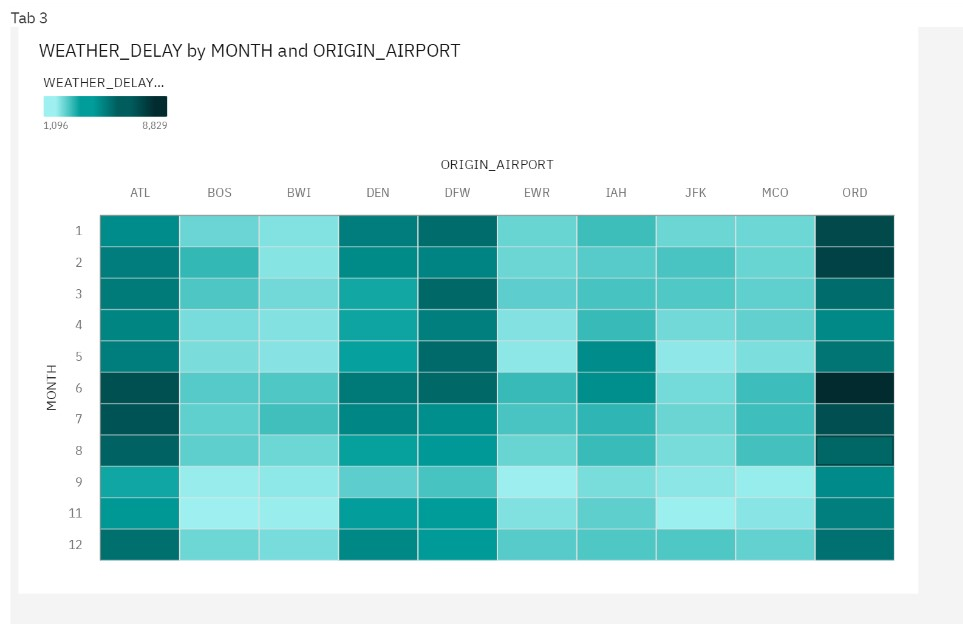 Tab 3
WEATHER_DELAY by MONTH and ORIGIN_AIRPORT
WEATHER_DELAY...
1,096 8,829
ORIGIN_AIRPORT
ATL BOS BWI DEN DFW EWR IAH JFK MCO ORD
MONTH
1
2
3
4
5
6
7
8
9
11
12